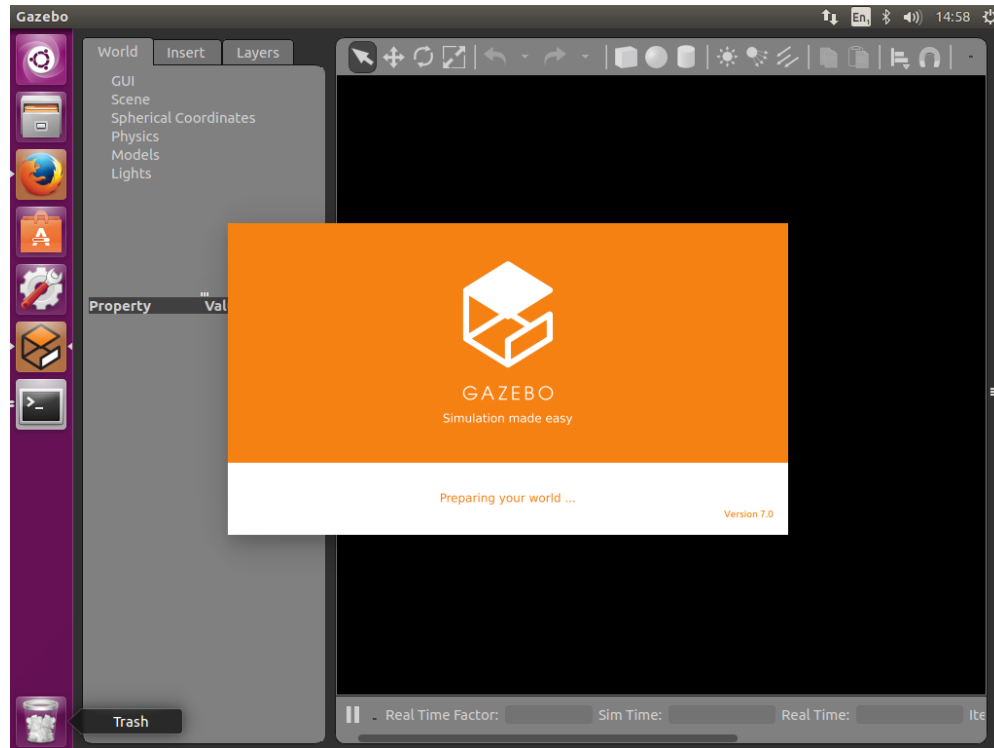 Gazebo
En1 14:58
World Insert Layers
GUI
Scene
Spherical Coordinates
Physics
Models
Lights
Property Val
GAZEBO
Simulation made easy
Preparing your world ...
Version 7.0
Trash
Real Time Factor: Sim Time: Real Time: Ite